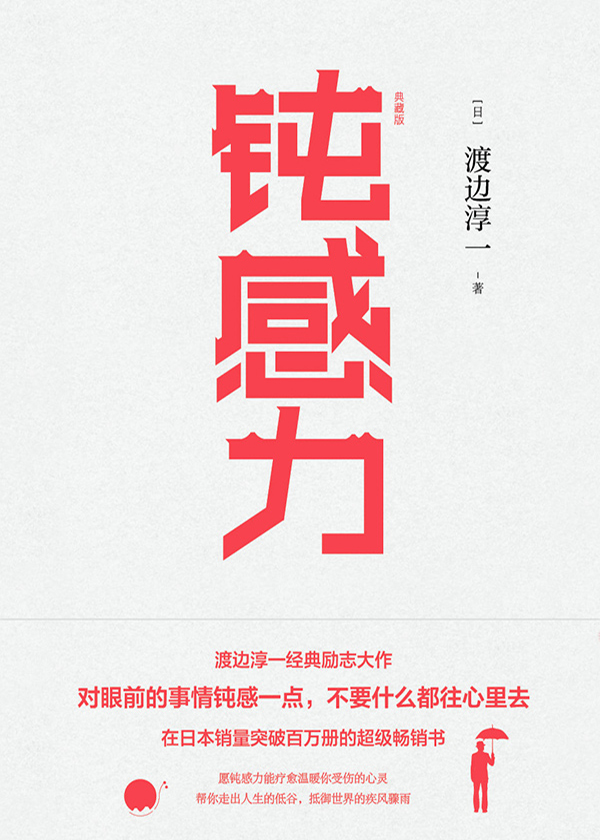 钝感力
典藏版
［日］渡边淳一 著
渡边淳一经典励志大作
对眼前的事情钝感一点，不要什么都往心里去
在日本销量突破百万册的超级畅销书
愿钝感力能疗愈温暖你受伤的心灵
帮你走出人生的低谷，抵御世界的疾风骤雨